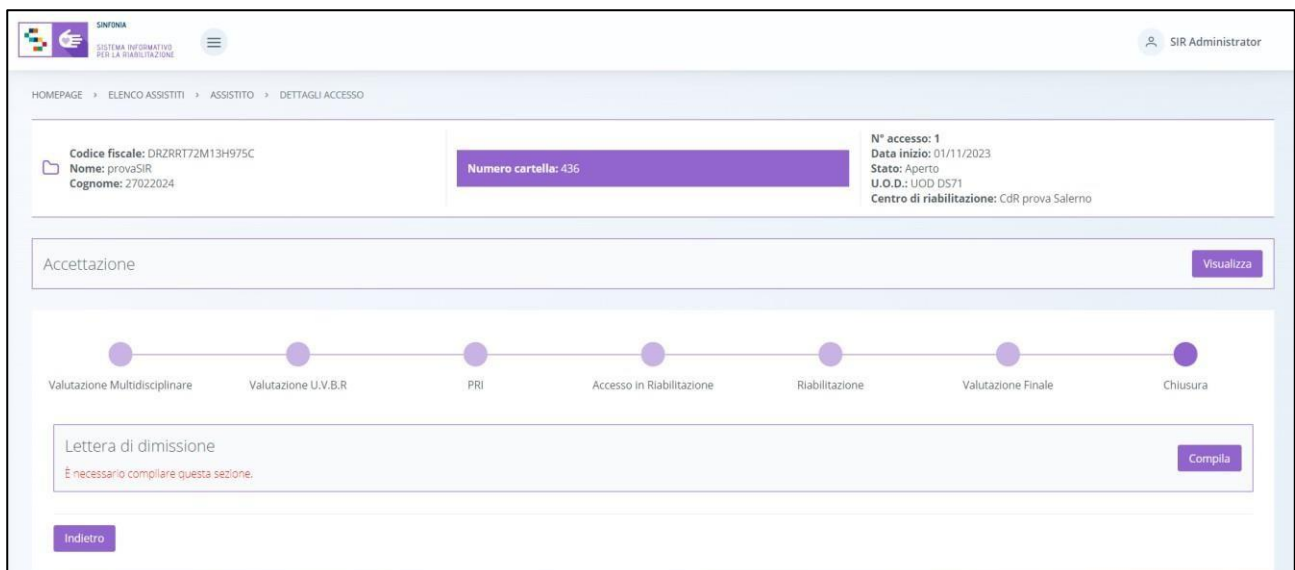 SINFONIA
SISTEMA INFORMATIVO
PER LA RIABILITAZIONE
SIR Administrator
HOMEPAGE > ELENCO ASSISTITI > ASSISTITO > DETTAGLI ACCESSO
Codice fiscale: DRZRRT72M13H975C
Nome: provaSIR
Cognome: 27022024
Numero cartella: 436
N° accesso: 1
Data inizio: 01/11/2023
Stato: Aperto
U.O.D.: UOD DS71
Centro di riabilitazione: CdR prova Salerno
Accettazione
Visualizza
Valutazione Multidisciplinare
Valutazione U.V.B.R
PRI
Accesso in Riabilitazione
Riabilitazione
Valutazione Finale
Chiusura
Lettera di dimissione
È necessario compilare questa sezione.
Compila
Indietro